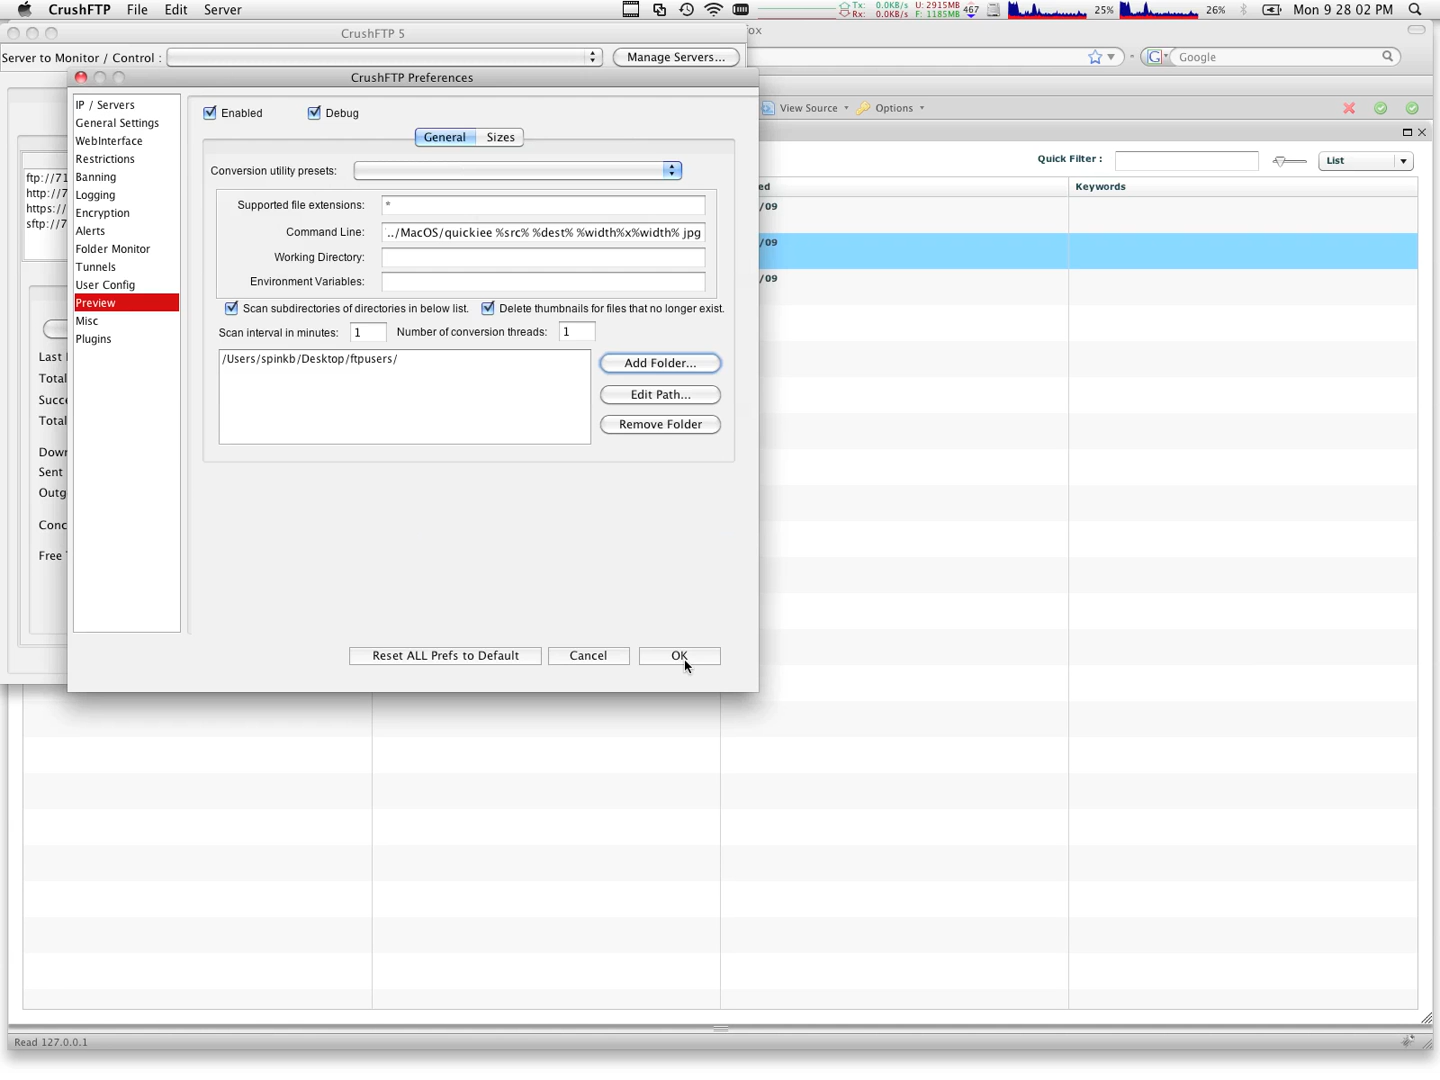 CrushFTP File Edit Server
Tx: 0.0KB/s U: 2915MB 467 25% 26% Mon 9 28 02 PM
Rx: 0.0KB/s F: 1185MB
CrushFTP 5
ox
Server to Monitor / Control : Manage Servers...
Google
CrushFTP Preferences
View Source Options
IP / Servers
General Settings
WebInterface
Restrictions
Banning
Logging
Encryption
Alerts
Folder Monitor
Tunnels
User Config
Preview
Misc
Plugins
Enabled Debug
General Sizes
Conversion utility presets:
Supported file extensions: *
Command Line: ../MacOS/quickiee %src% %dest% %width%x%width% jpg
Working Directory:
Environment Variables:
Scan subdirectories of directories in below list. Delete thumbnails for files that no longer exist.
Scan interval in minutes: 1 Number of conversion threads: 1
/Users/spinkb/Desktop/ftpusers/
Add Folder...
Edit Path...
Remove Folder
Reset ALL Prefs to Default Cancel OK
ftp://71
http://7
https://
sftp://7
Last
Total
Succe
Total
Down
Sent
Outg
Conc
Free
Quick Filter : List
ed Keywords
/09
/09
/09
Read 127.0.0.1